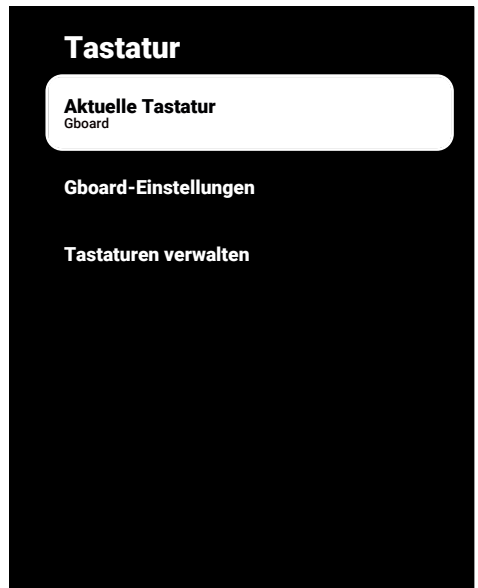 Tastatur
Aktuelle Tastatur
Gboard
Gboard-Einstellungen
Tastaturen verwalten